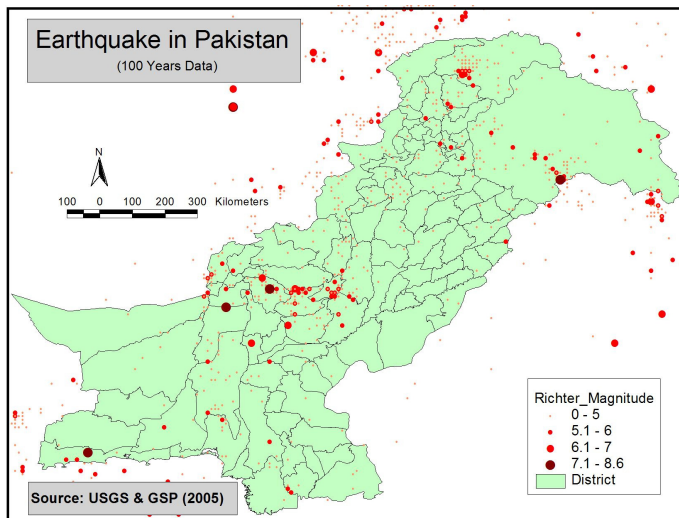 Earthquake in Pakistan
(100 Years Data)
N
100 0 100 200 300 Kilometers
Richter_Magnitude
0 - 5
5.1 - 6
6.1 - 7
7.1 - 8.6
District
Source: USGS & GSP (2005)